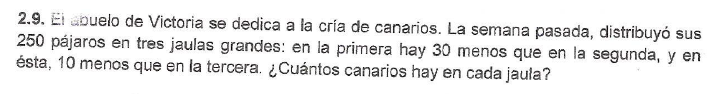 2.9. El abuelo de Victoria se dedica a la cría de canarios. La semana pasada, distribuyó sus
250 pájaros en tres jaulas grandes: en la primera hay 30 menos que en la segunda, y en
ésta, 10 menos que en la tercera. ¿Cuántos canarios hay en cada jaula?